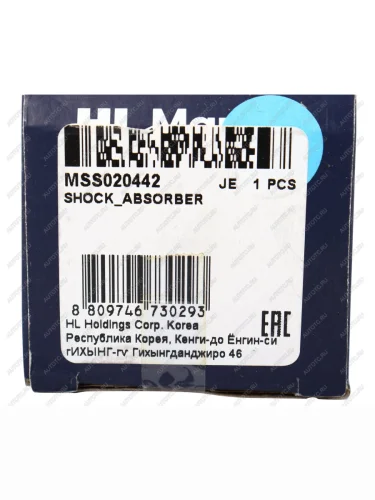 HL Man
MSS020442 JE 1 PCS
SHOCK_ABSORBER
8 809746 730293
HL Holdings Corp. Korea
Республика Корея, Кенги-до Ёнгин-си
гИХЫНГ-гv Гихынгданджиро 46
EAC